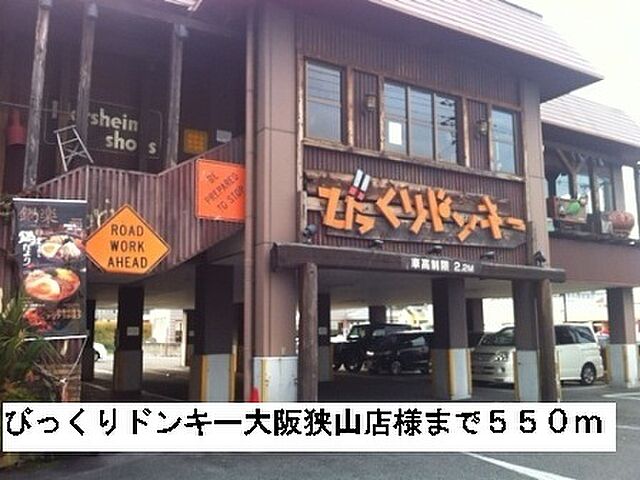 florsheim
shoes
BE
PREPARED
TO STOP
ROAD
WORK
AHEAD
びっくりドンキー
車高制限 2.2M
びっくりドンキー大阪狭山店様まで550m